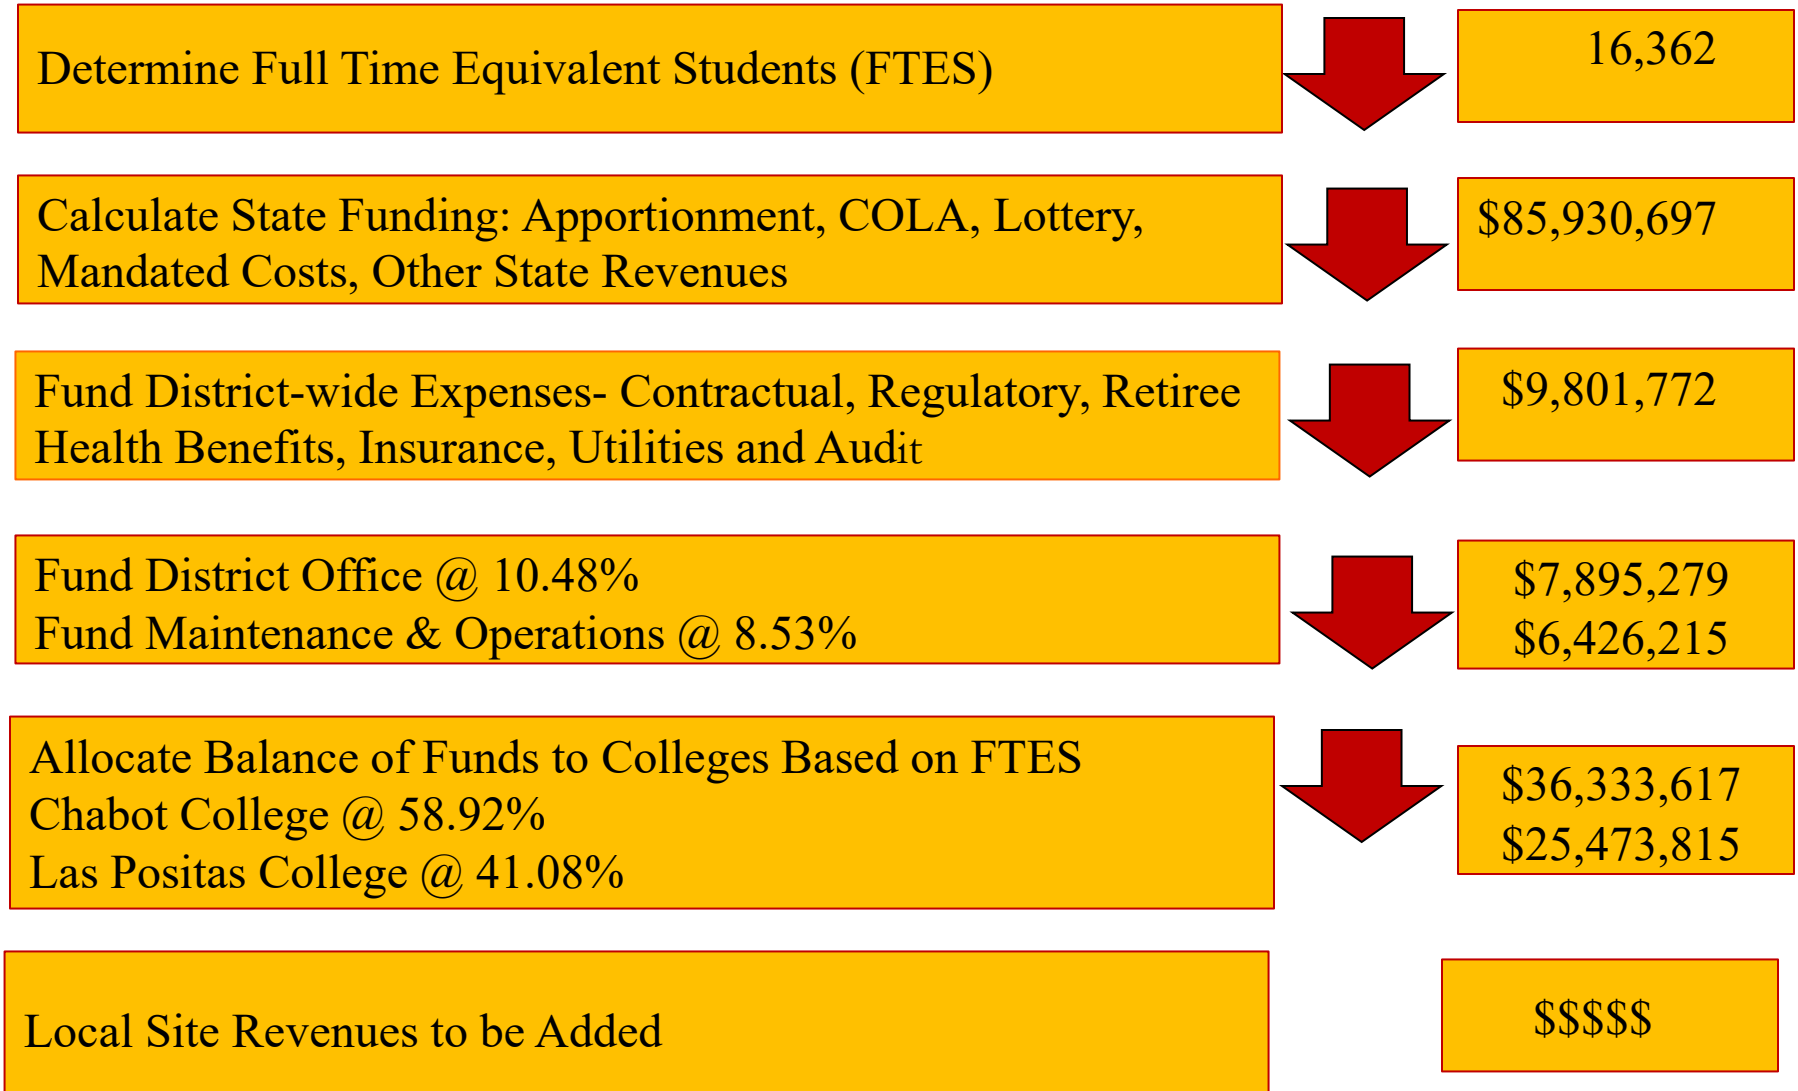 Determine Full Time Equivalent Students (FTES)
16,362
Calculate State Funding: Apportionment, COLA, Lottery,
Mandated Costs, Other State Revenues
$85,930,697
Fund District-wide Expenses- Contractual, Regulatory, Retiree
Health Benefits, Insurance, Utilities and Audit
$9,801,772
Fund District Office @ 10.48%
Fund Maintenance & Operations @ 8.53%
$7,895,279
$6,426,215
Allocate Balance of Funds to Colleges Based on FTES
Chabot College @ 58.92%
Las Positas College @ 41.08%
$36,333,617
$25,473,815
Local Site Revenues to be Added
$$$$$